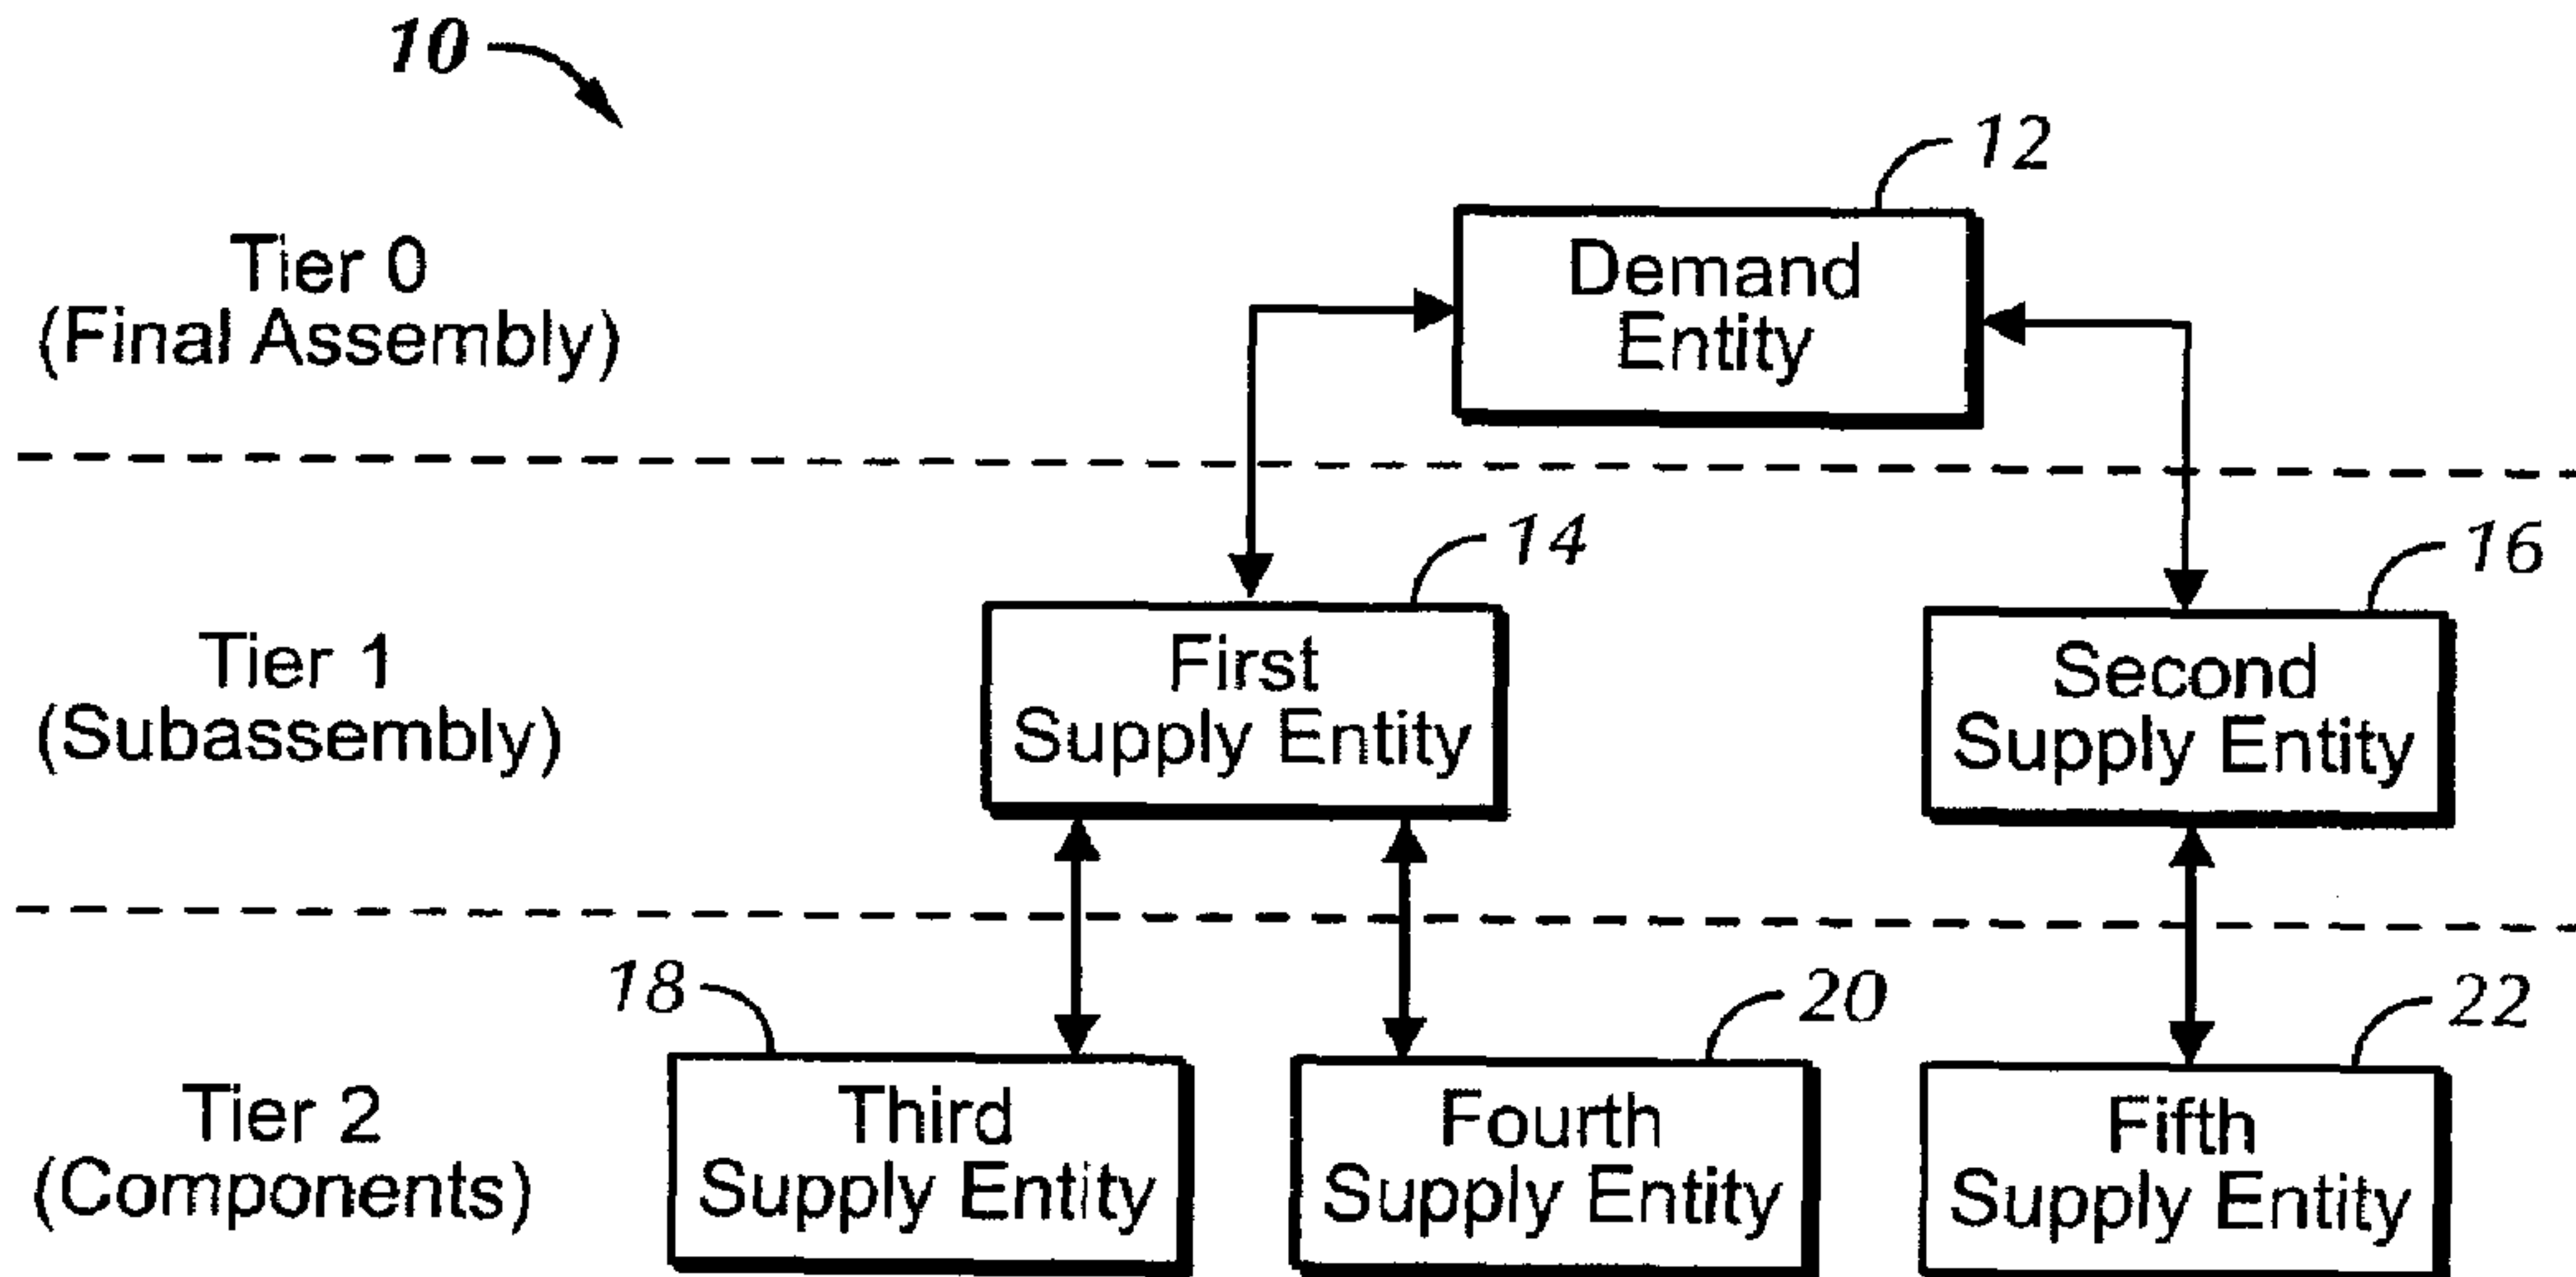 10
12
Tier 0
(Final Assembly)
Demand
Entity
14
16
Tier 1
(Subassembly)
First
Supply Entity
Second
Supply Entity
18
20
22
Tier 2
(Components)
Third
Supply Entity
Fourth
Supply Entity
Fifth
Supply Entity